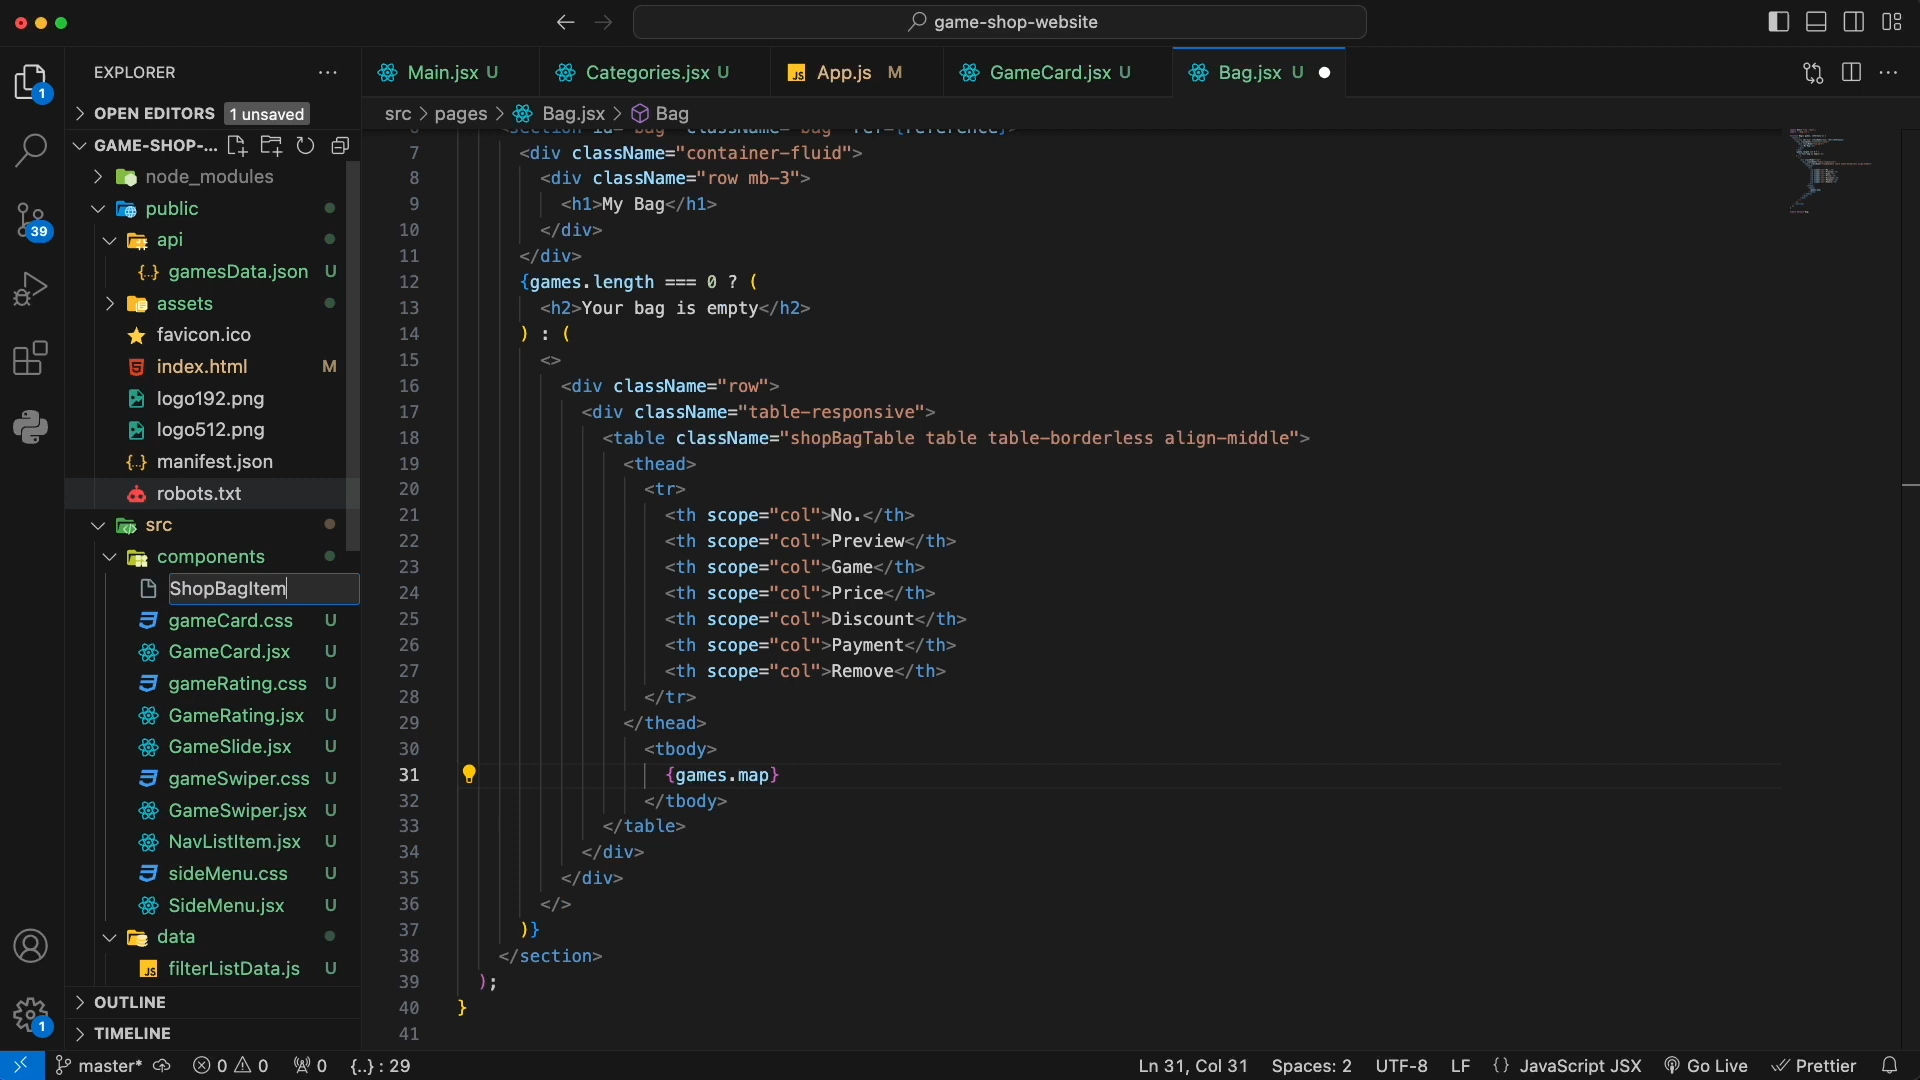 game-shop-website
EXPLORER
Main.jsx U
Categories.jsx U
App.js M
GameCard.jsx U
Bag.jsx U
OPEN EDITORS 1 unsaved
src > pages > Bag.jsx > Bag
GAME-SHOP-...
node_modules
public
api
gamesData.json U
assets
favicon.ico
index.html M
logo192.png
logo512.png
manifest.json
robots.txt
src
components
ShopBagItem
gameCard.css U
GameCard.jsx U
gameRating.css U
GameRating.jsx U
GameSlide.jsx U
gameSwiper.css U
GameSwiper.jsx U
NavListItem.jsx U
sideMenu.css U
SideMenu.jsx U
data
filterListData.js U
OUTLINE
TIMELINE
1
39
1
6 <section id="bag" className="bag" ref={reference}>
7 <div className="container-fluid">
8 <div className="row mb-3">
9 <h1>My Bag</h1>
10 </div>
11 </div>
12 {games.length === 0 ? (
13 <h2>Your bag is empty</h2>
14 ) : (
15 <>
16 <div className="row">
17 <div className="table-responsive">
18 <table className="shopBagTable table table-borderless align-middle">
19 <thead>
20 <tr>
21 <th scope="col">No.</th>
22 <th scope="col">Preview</th>
23 <th scope="col">Game</th>
24 <th scope="col">Price</th>
25 <th scope="col">Discount</th>
26 <th scope="col">Payment</th>
27 <th scope="col">Remove</th>
28 </tr>
29 </thead>
30 <tbody>
31 {games.map}
32 </tbody>
33 </table>
34 </div>
35 </div>
36 </>
37 )}
38 </section>
39 );
40 }
41
master* 0 0 0 {..} : 29
Ln 31, Col 31 Spaces: 2 UTF-8 LF {} JavaScript JSX Go Live Prettier